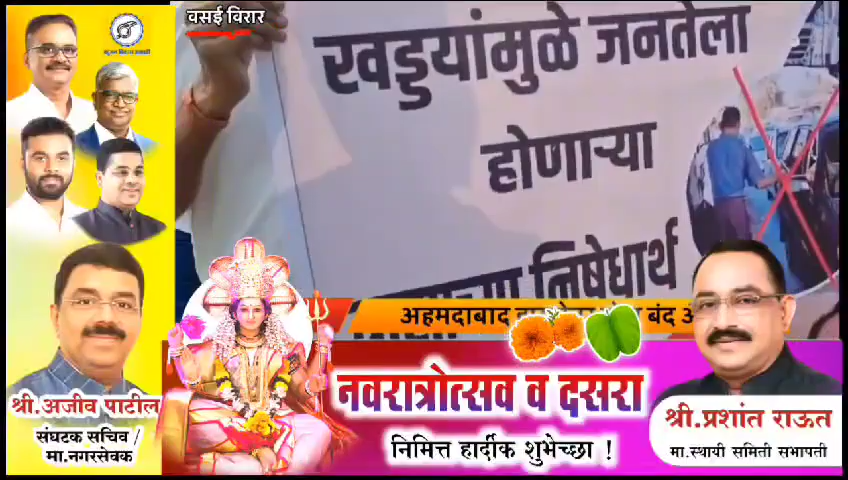 वसई विरार
खड्ड्यांमुळे जनतेला
होणाऱ्या
निषेधार्थ
अहमदाबाद
बंद
नवरात्रोत्सव व दसरा
निमित्त हार्दीक शुभेच्छा !
श्री.अजीव पाटील
संघटक सचिव /
मा.नगरसेवक
श्री.प्रशांत राऊत
मा.स्थायी समिती सभापती